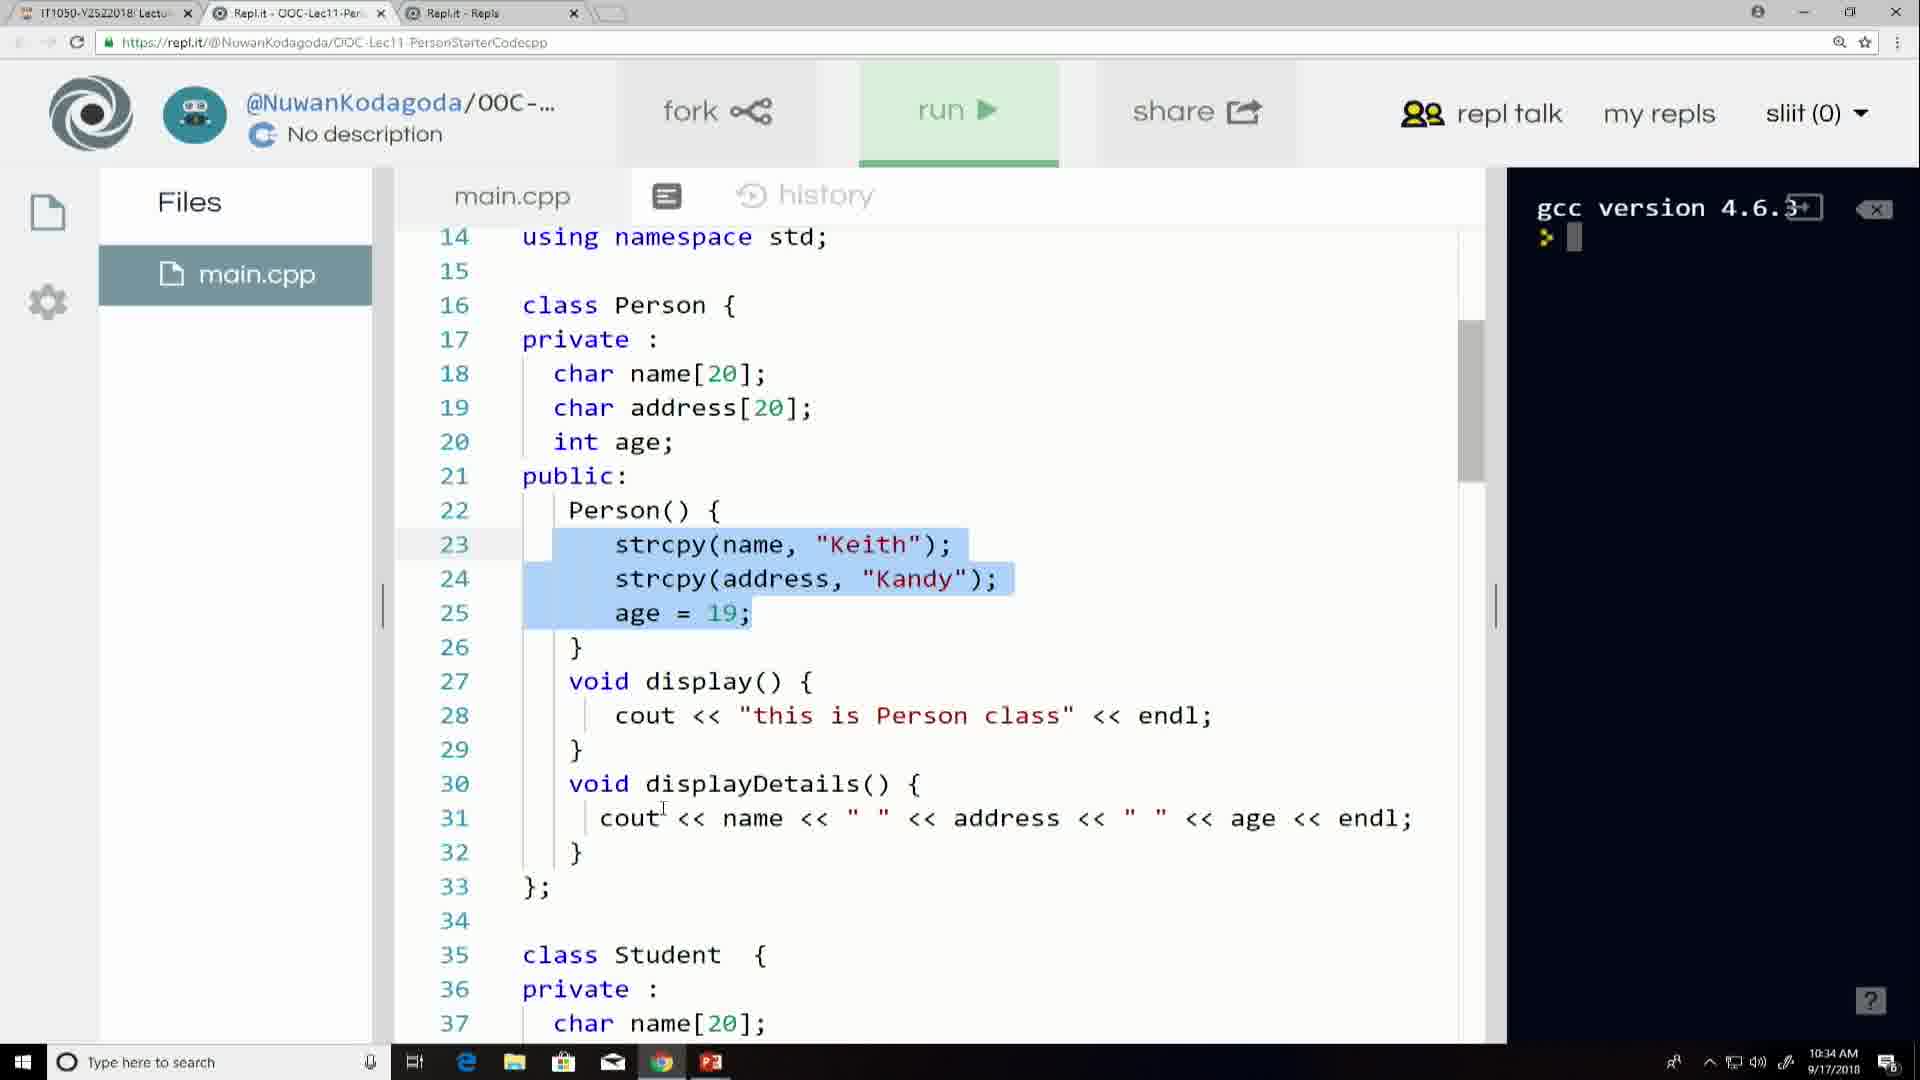 IT1050-Y2S22018: Lectu
Repl.it - OOC-Lec11-Per
Repl.it - Repls
https://repl.it/@NuwanKodagoda/OOC-Lec11-PersonStarterCodecpp
@NuwanKodagoda/OOC-...
No description
fork
run
share
repl talk
my repls
sliit (0)
Files
main.cpp
main.cpp
history
gcc version 4.6.3
14 using namespace std;
15
16 class Person {
17 private :
18 char name[20];
19 char address[20];
20 int age;
21 public:
22 Person() {
23 strcpy(name, "Keith");
24 strcpy(address, "Kandy");
25 age = 19;
26 }
27 void display() {
28 cout << "this is Person class" << endl;
29 }
30 void displayDetails() {
31 cout << name << " " << address << " " << age << endl;
32 }
33 };
34
35 class Student {
36 private :
37 char name[20];
?
Type here to search
10:34 AM
9/17/2018